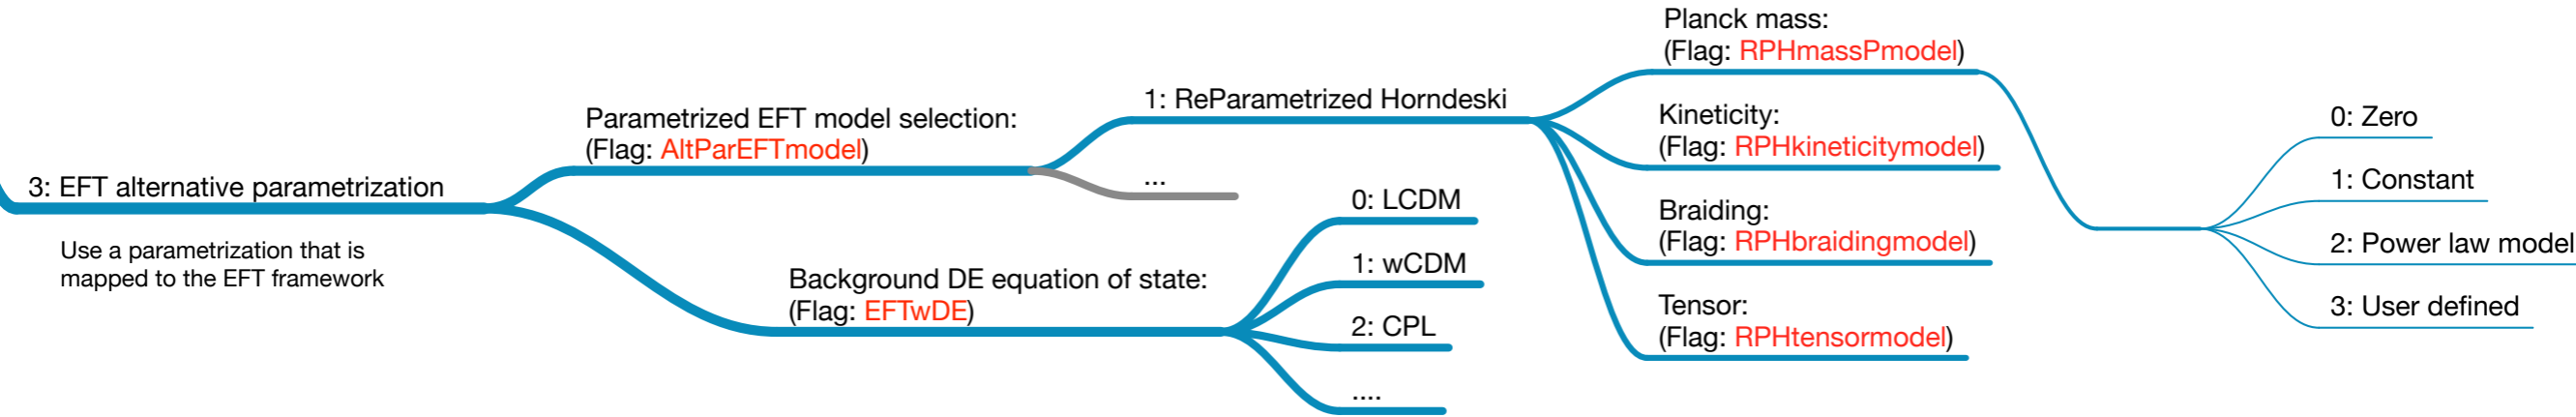 3: EFT alternative parametrization
Use a parametrization that is
mapped to the EFT framework
Parametrized EFT model selection:
(Flag: AltParEFTmodel)
1: ReParametrized Horndeski
...
Background DE equation of state:
(Flag: EFTwDE)
0: LCDM
1: wCDM
2: CPL
....
Planck mass:
(Flag: RPHmassPmodel)
Kineticity:
(Flag: RPHkineticitymodel)
Braiding:
(Flag: RPHbraidingmodel)
Tensor:
(Flag: RPHtensormodel)
0: Zero
1: Constant
2: Power law model
3: User defined